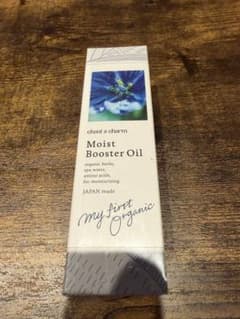 chant a charm
Moist
Booster Oil
organic herbs,
spa water,
amino acids,
for moisturizing
JAPAN made
my first
organic